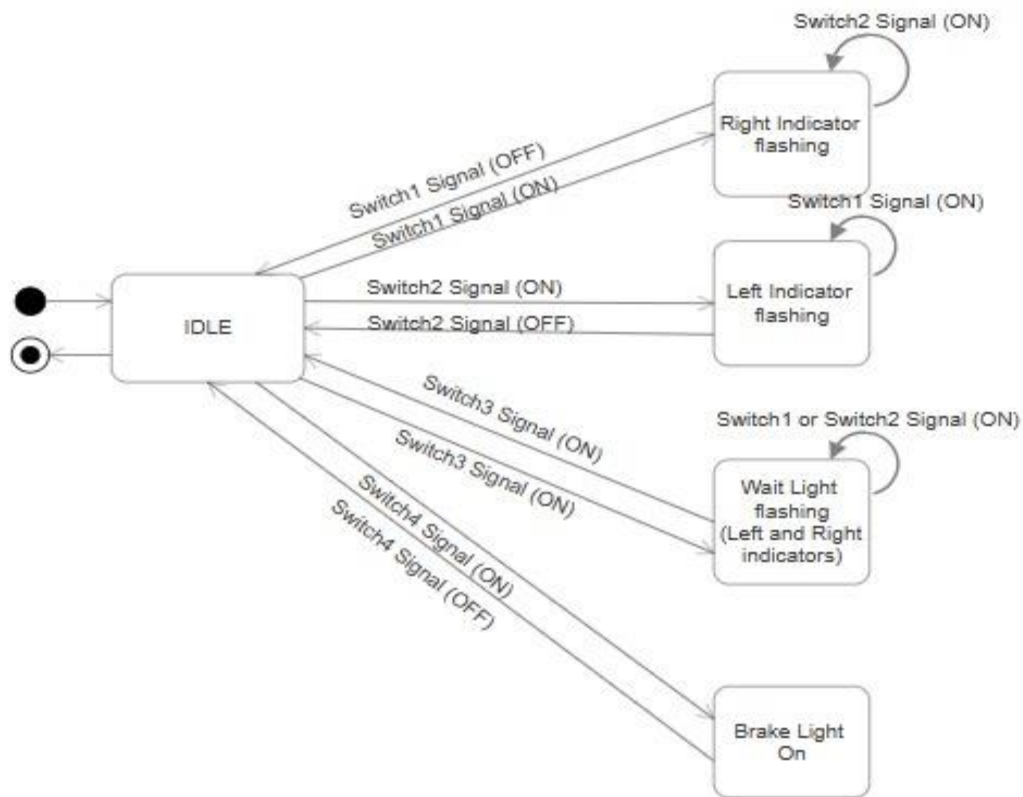 Switch2 Signal (ON)
Right Indicator
flashing
Switch1 Signal (OFF)
Switch1 Signal (ON)
Switch1 Signal (ON)
Left Indicator
flashing
Switch2 Signal (ON)
Switch2 Signal (OFF)
IDLE
Switch3 Signal (ON)
Switch3 Signal (ON)
Switch1 or Switch2 Signal (ON)
Wait Light
flashing
(Left and Right
indicators)
Switch4 Signal (ON)
Switch4 Signal (OFF)
Brake Light
On